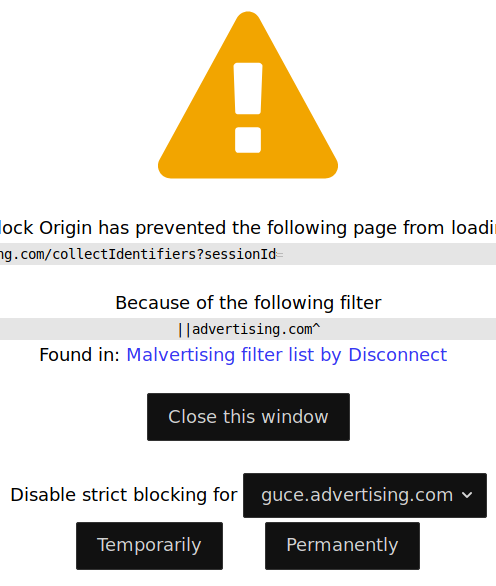 lock Origin has prevented the following page from loadi
ng.com/collectIdentifiers?sessionId=
Because of the following filter
||advertising.com^
Found in: Malvertising filter list by Disconnect
Close this window
Disable strict blocking for guce.advertising.com
Temporarily Permanently